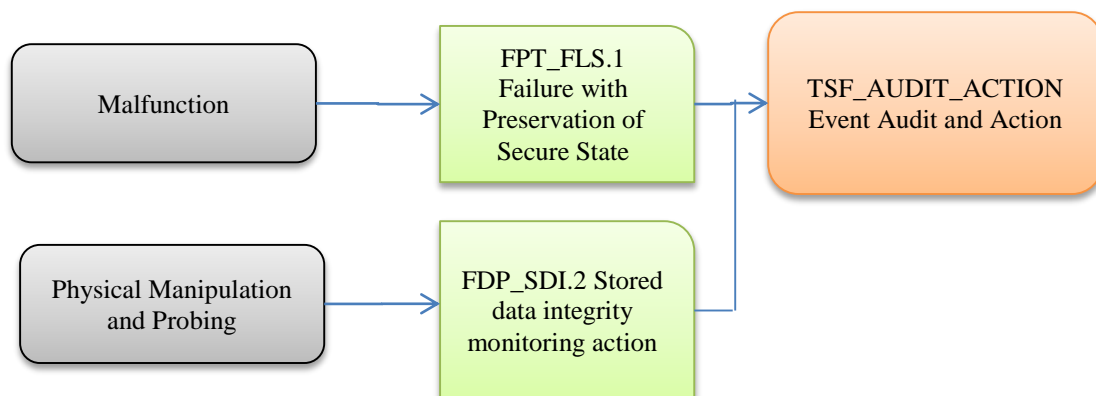 Malfunction
FPT_FLS.1
Failure with
Preservation of
Secure State
TSF_AUDIT_ACTION
Event Audit and Action
Physical Manipulation
and Probing
FDP_SDI.2 Stored
data integrity
monitoring action